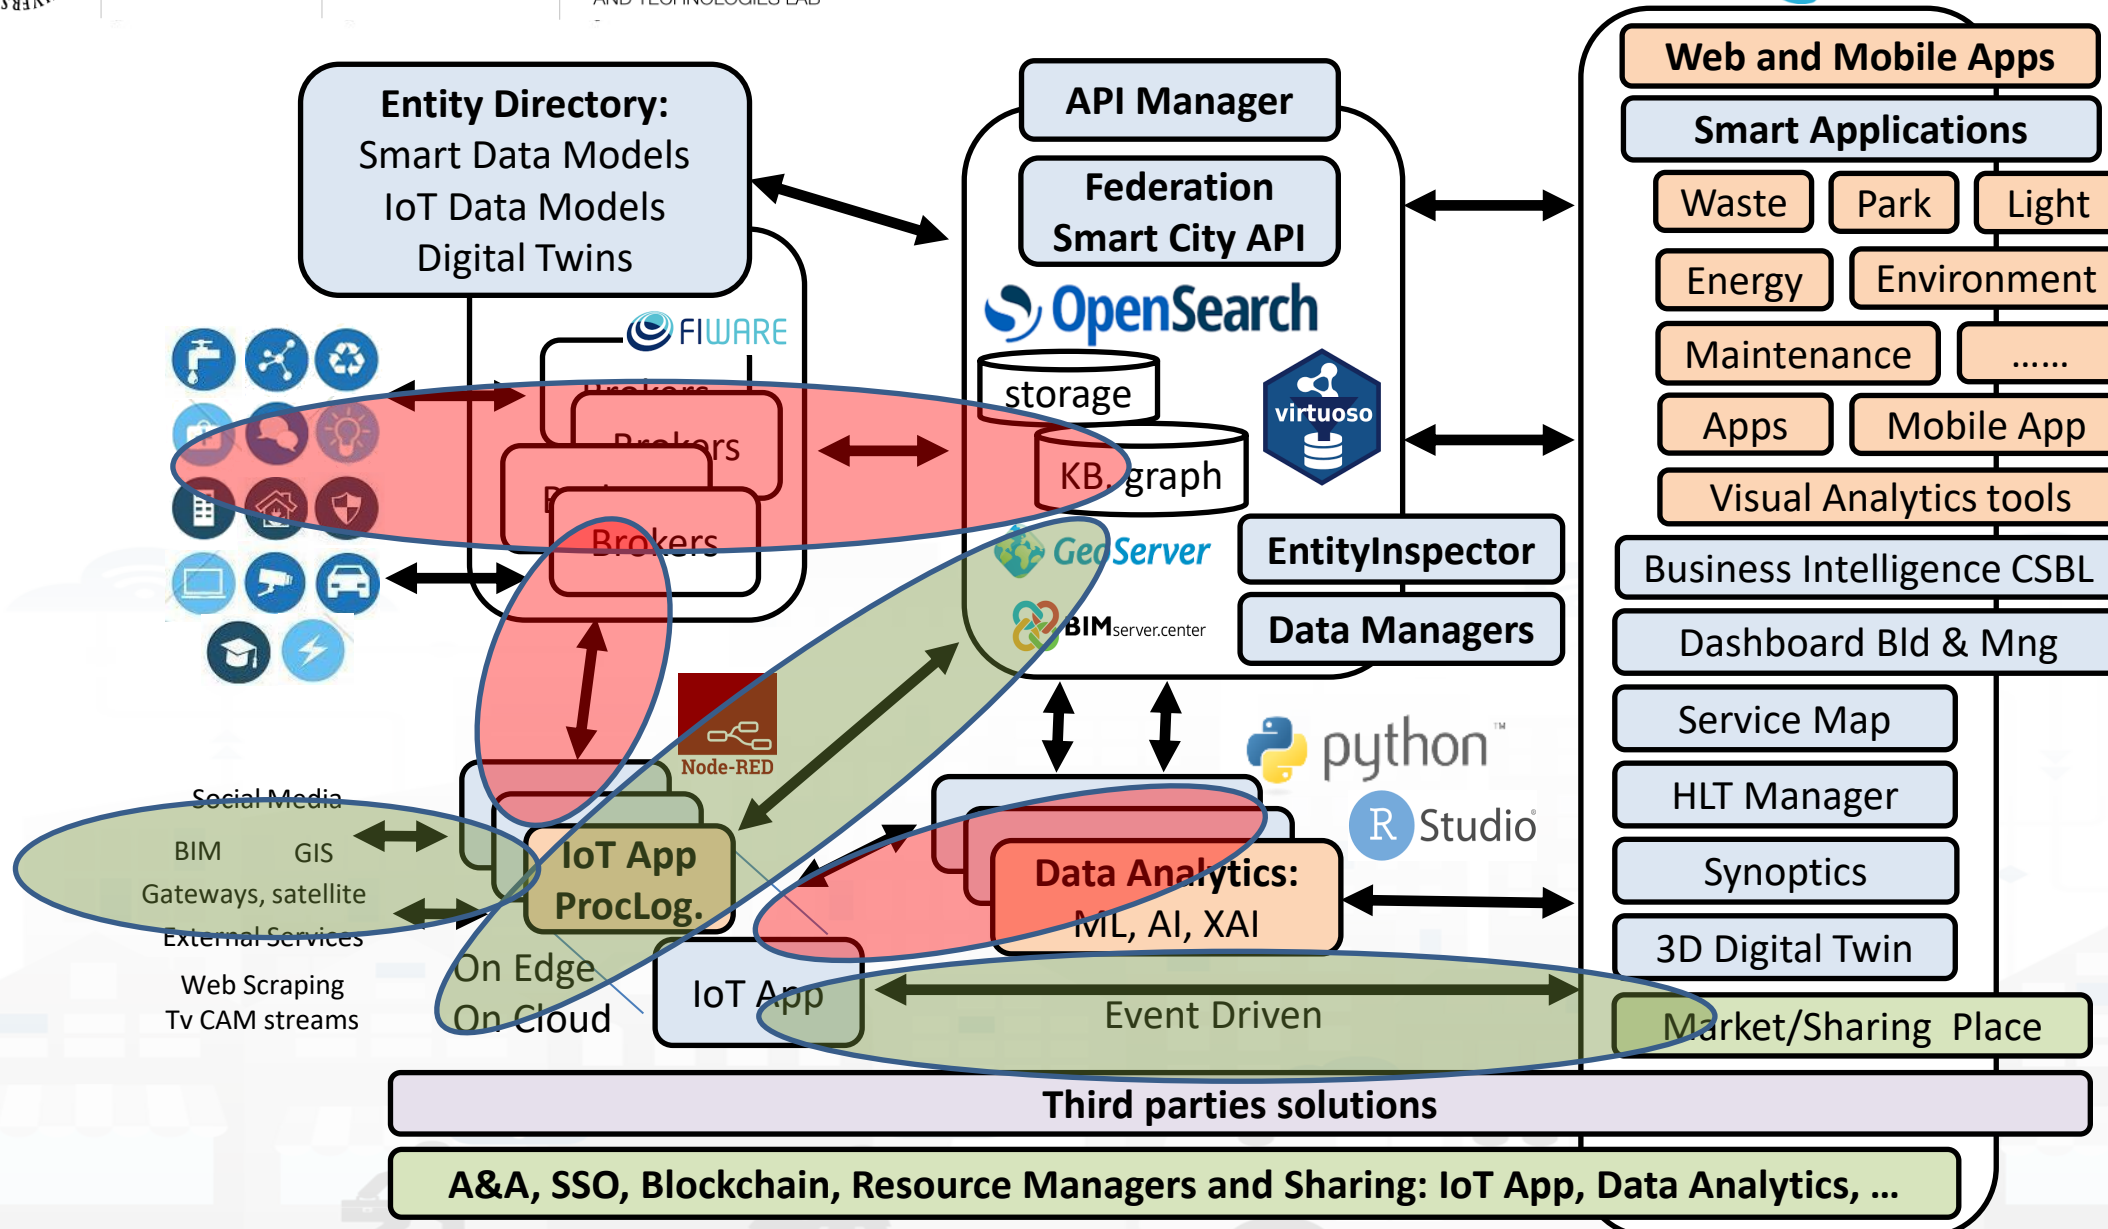 AND TECHNOLOGIES LAB
Entity Directory:
Smart Data Models
IoT Data Models
Digital Twins
FIWARE
Brokers
Brokers
Brokers
API Manager
Federation
Smart City API
OpenSearch
storage
KB, graph
virtuoso
GeoServer
BIMserver.center
EntityInspector
Data Managers
Node-RED
Social Media
BIM GIS
Gateways, satellite
External Services
Web Scraping
Tv CAM streams
IoT App
ProcLog.
On Edge
On Cloud
IoT App
python™
R Studio®
Data Analytics:
ML, AI, XAI
Event Driven
Web and Mobile Apps
Smart Applications
Waste Park Light
Energy Environment
Maintenance ......
Apps Mobile App
Visual Analytics tools
Business Intelligence CSBL
Dashboard Bld & Mng
Service Map
HLT Manager
Synoptics
3D Digital Twin
Market/Sharing Place
Third parties solutions
A&A, SSO, Blockchain, Resource Managers and Sharing: IoT App, Data Analytics, ...